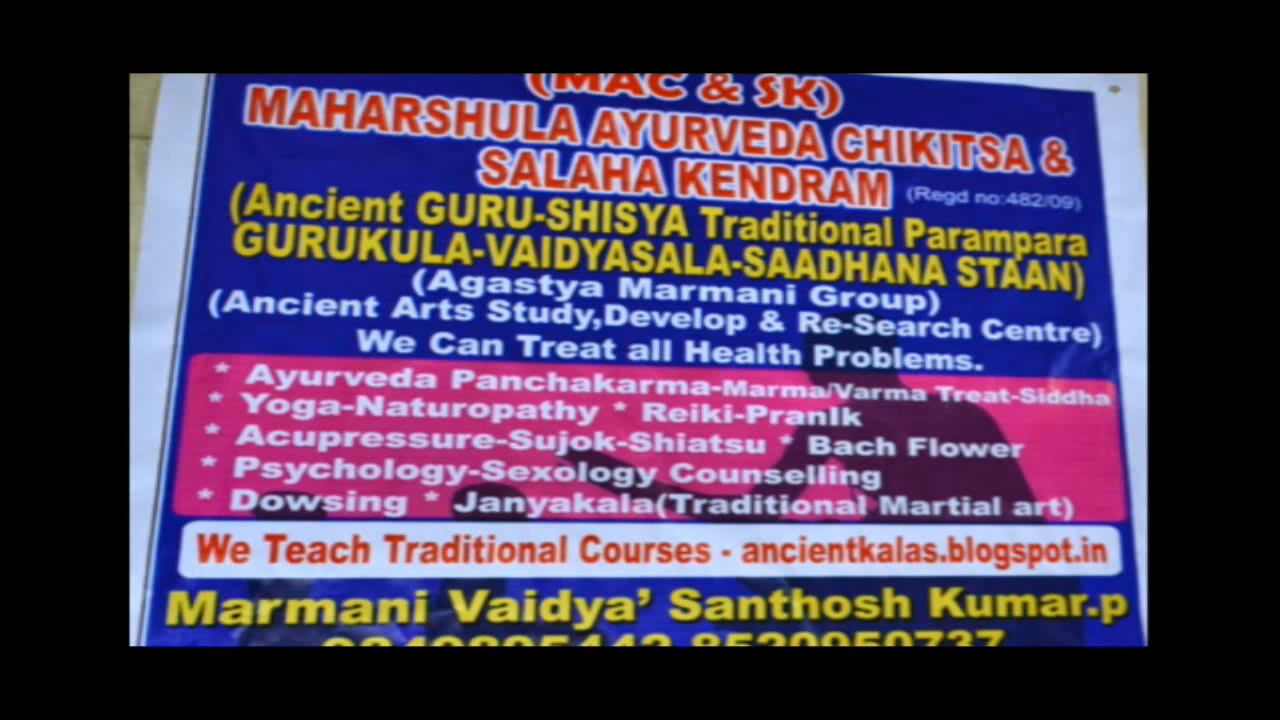 (MAC & SK)
MAHARSHULA AYURVEDA CHIKITSA &
SALAHA KENDRAM (Regd no:482/09)
(Ancient GURU-SHISYA Traditional Parampara
GURUKULA-VAIDYASALA-SAADHANA STAAN)
(Agastya Marmani Group)
(Ancient Arts Study,Develop & Re-Search Centre)
We Can Treat all Health Problems.
* Ayurveda Panchakarma-Marma/Varma Treat-Siddha
* Yoga-Naturopathy * Reiki-PranIk
* Acupressure-Sujok-Shiatsu * Bach Flower
* Psychology-Sexology Counselling
* Dowsing * Janyakala(Traditional Martial art)
We Teach Traditional Courses - ancientkalas.blogspot.in
Marmani Vaidya' Santhosh Kumar.p